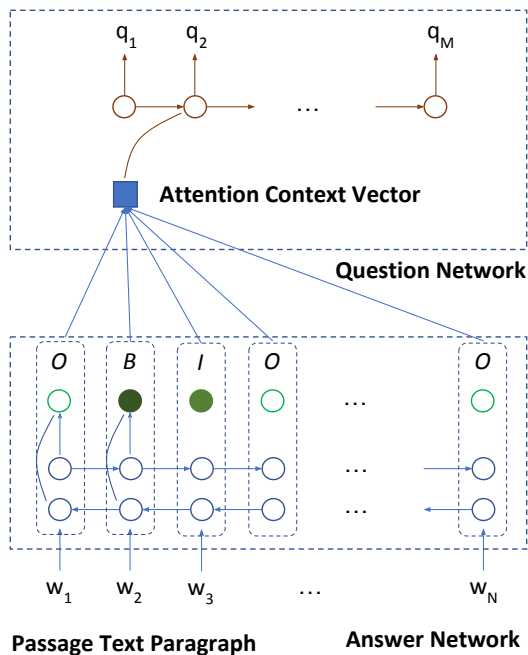 q1 q2 qM
...
Attention Context Vector
Question Network
O B I O O
...
...
...
w1 w2 w3 ... wN
Passage Text Paragraph Answer Network